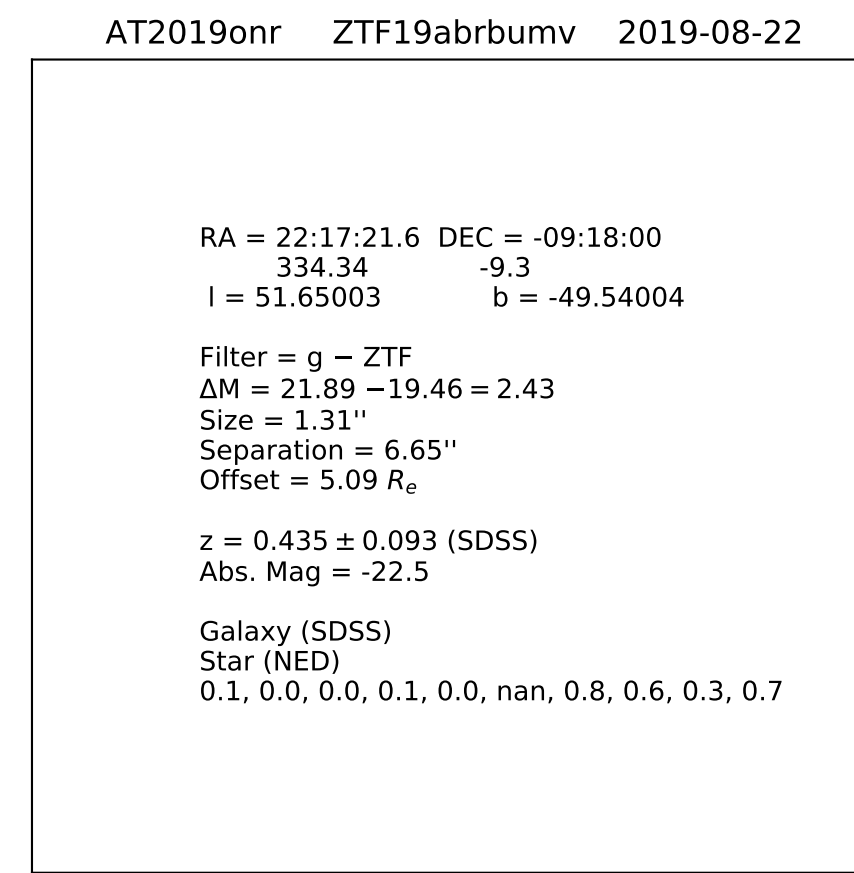 AT2019onr ZTF19abrbumv 2019-08-22
RA = 22:17:21.6 DEC = -09:18:00
334.34 -9.3
l = 51.65003 b = -49.54004
Filter = g − ZTF
ΔM = 21.89 −19.46 = 2.43
Size = 1.31''
Separation = 6.65''
Offset = 5.09 Rₑ
z = 0.435 ± 0.093 (SDSS)
Abs. Mag = -22.5
Galaxy (SDSS)
Star (NED)
0.1, 0.0, 0.0, 0.1, 0.0, nan, 0.8, 0.6, 0.3, 0.7